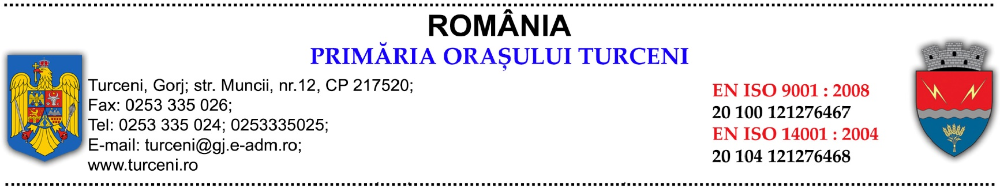 ROMÂNIA
PRIMĂRIA ORAȘULUI TURCENI
Turceni, Gorj; str. Muncii, nr.12, CP 217520;
Fax: 0253 335 026;
Tel: 0253 335 024; 0253335025;
E-mail: turceni@gj.e-adm.ro;
www.turceni.ro
EN ISO 9001 : 2008
20 100 121276467
EN ISO 14001 : 2004
20 104 121276468